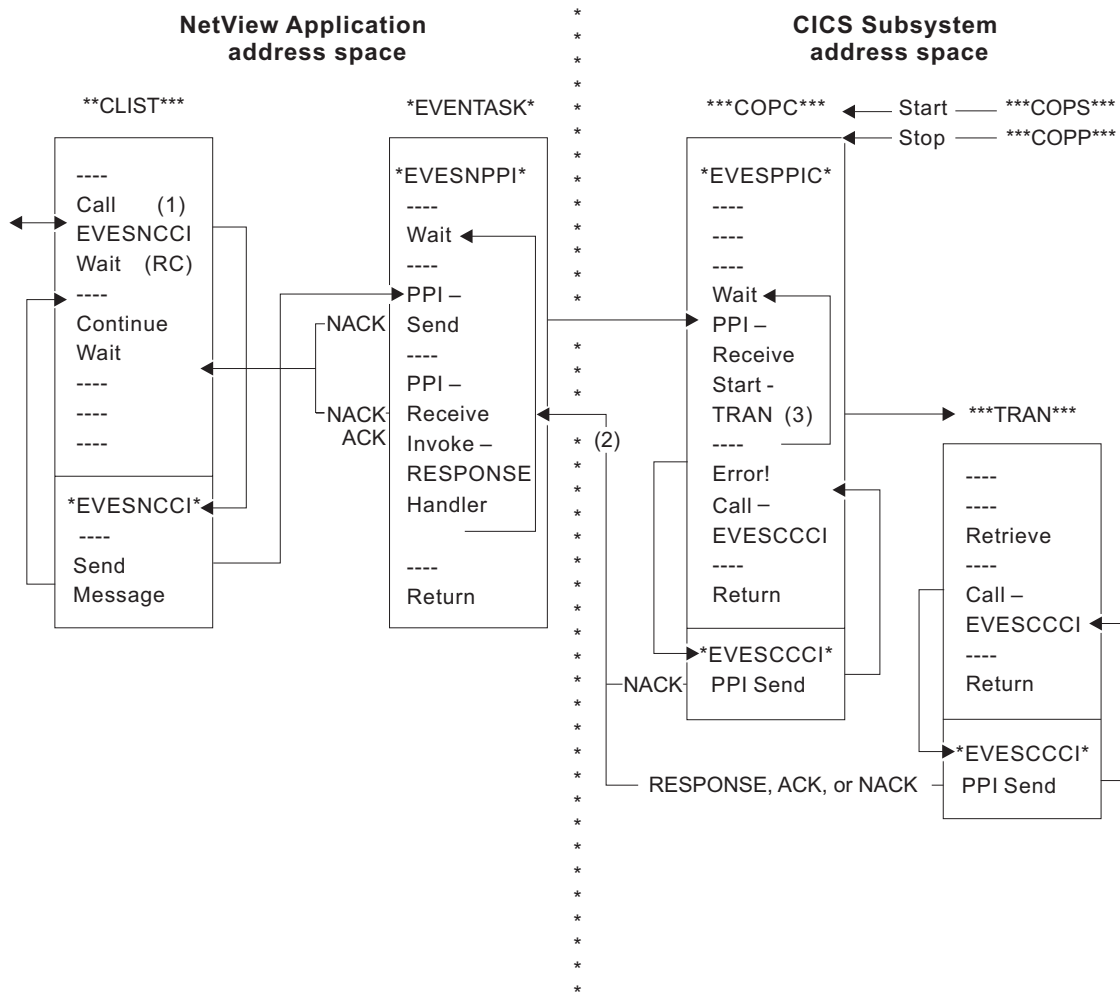 NetView Application
address space
CICS Subsystem
address space
**CLIST***
----
Call (1)
EVESNCCI
Wait (RC)
----
Continue
Wait
----
----
----
*EVESNCCI*
----
Send
Message
*EVENTASK*
*EVESNPPI*
----
Wait
----
PPI –
Send
----
PPI –
Receive
Invoke –
RESPONSE
Handler
----
Return
NACK
NACK
ACK
(2)
***COPC***
Start
***COPS***
Stop
***COPP***
*EVESPPIC*
----
----
----
Wait
PPI –
Receive
Start -
TRAN (3)
----
Error!
Call –
EVESCCCI
----
Return
*EVESCCCI*
PPI Send
NACK
***TRAN***
----
----
Retrieve
----
Call –
EVESCCCI
----
Return
*EVESCCCI*
PPI Send
RESPONSE, ACK, or NACK